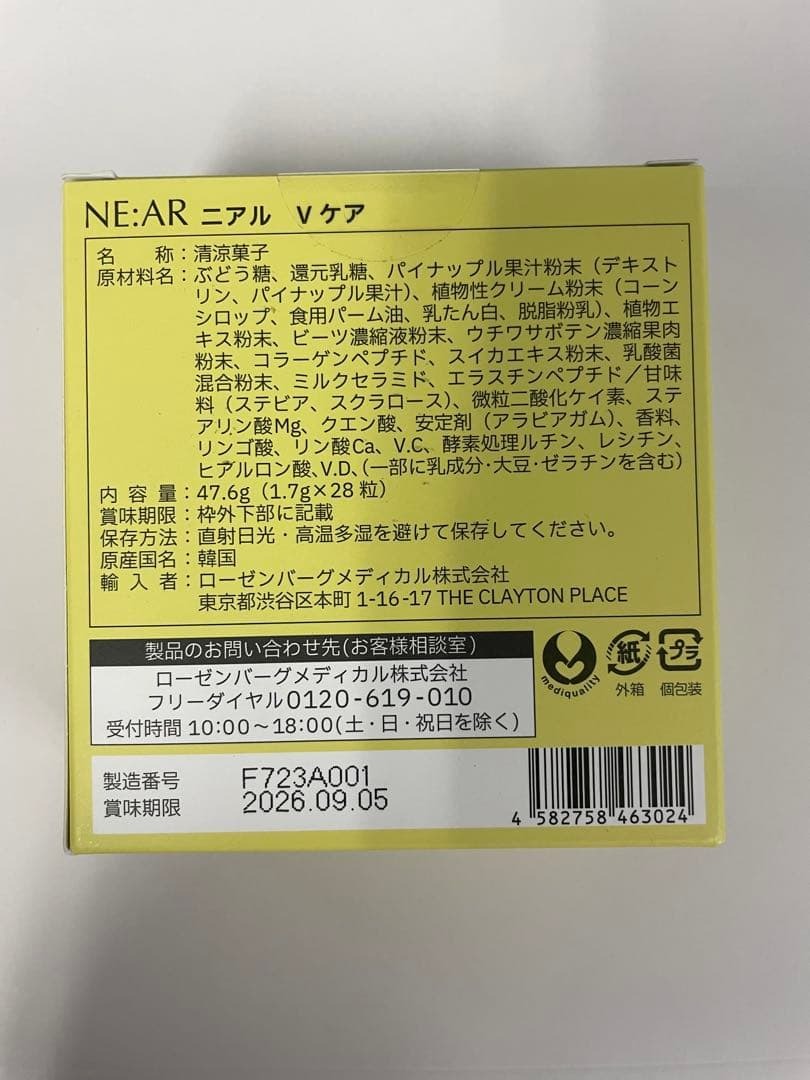 NE:AR ニアル Vケア
名 称：清涼菓子
原材料名：ぶどう糖、還元乳糖、パイナップル果汁粉末（デキスト
リン、パイナップル果汁）、植物性クリーム粉末（コーン
シロップ、食用パーム油、乳たん白、脱脂粉乳）、植物エ
キス粉末、ビーツ濃縮液粉末、ウチワサボテン濃縮果肉
粉末、コラーゲンペプチド、スイカエキス粉末、乳酸菌
混合粉末、ミルクセラミド、エラスチンペプチド／甘味
料（ステビア、スクラロース）、微粒二酸化ケイ素、ステ
アリン酸Mg、クエン酸、安定剤（アラビアガム）、香料、
リンゴ酸、リン酸Ca、V.C、酵素処理ルチン、レシチン、
ヒアルロン酸、V.D、（一部に乳成分・大豆・ゼラチンを含む）
内 容 量：47.6g（1.7g×28粒）
賞味期限：枠外下部に記載
保存方法：直射日光・高温多湿を避けて保存してください。
原産国名：韓国
輸 入 者：ローゼンバーグメディカル株式会社
東京都渋谷区本町 1-16-17 THE CLAYTON PLACE
製品のお問い合わせ先(お客様相談室)
ローゼンバーグメディカル株式会社
フリーダイヤル0120-619-010
受付時間 10:00～18:00(土・日・祝日を除く)
mediquality
紙
外箱
プラ
個包装
製造番号 F723A001
賞味期限 2026.09.05
4 582758 463024